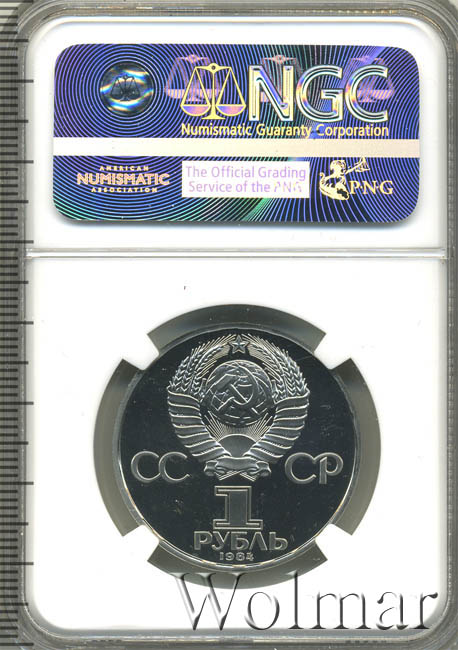 NGC
Numismatic Guaranty Corporation
AMERICAN
NUMISMATIC
ASSOCIATION
The Official Grading
Service of the PNG
PNG
СС СР
1
РУБЛЬ
1984
Wolmar